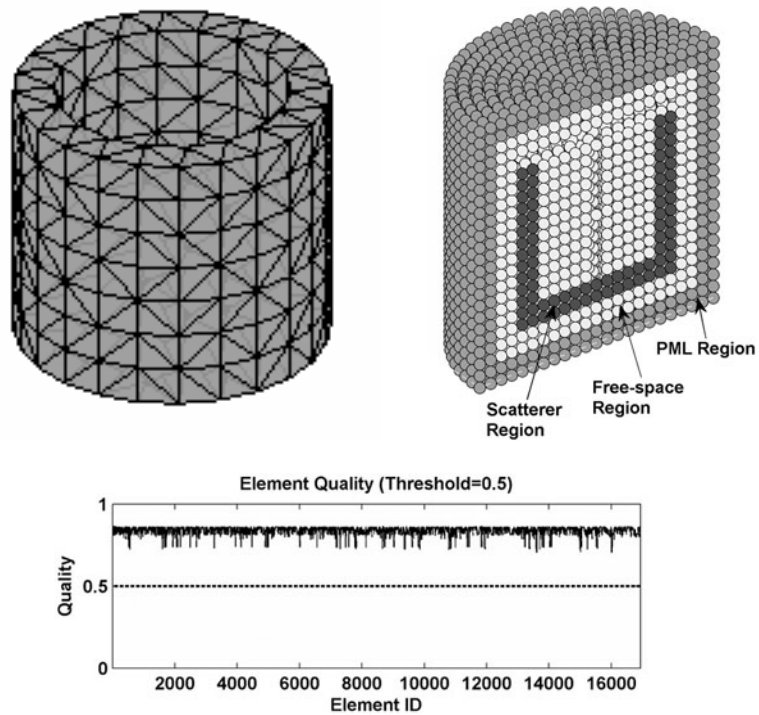 PML Region
Free-space
Region
Scatterer
Region
Element Quality (Threshold=0.5)
1
0.5
0
Quality
2000 4000 6000 8000 10000 12000 14000 16000
Element ID